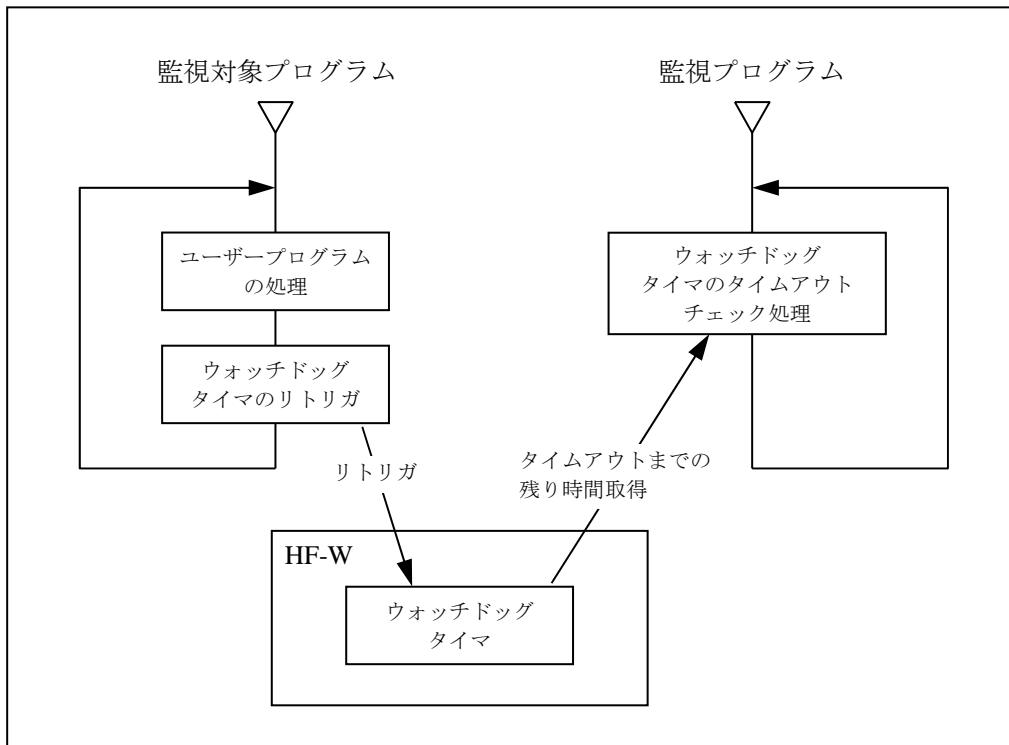 監視対象プログラム
監視プログラム
ユーザープログラム
の処理
ウォッチドッグ
タイマのタイムアウト
チェック処理
ウォッチドッグ
タイマのリトリガ
リトリガ
タイムアウトまでの
残り時間取得
HF-W
ウォッチドッグ
タイマ